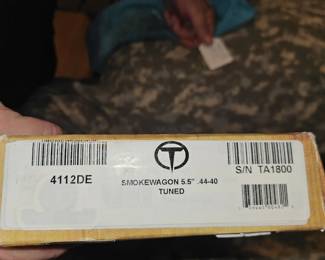 4112DE
SMOKEWAGON 5.5" .44-40
TUNED
S/N TA1800